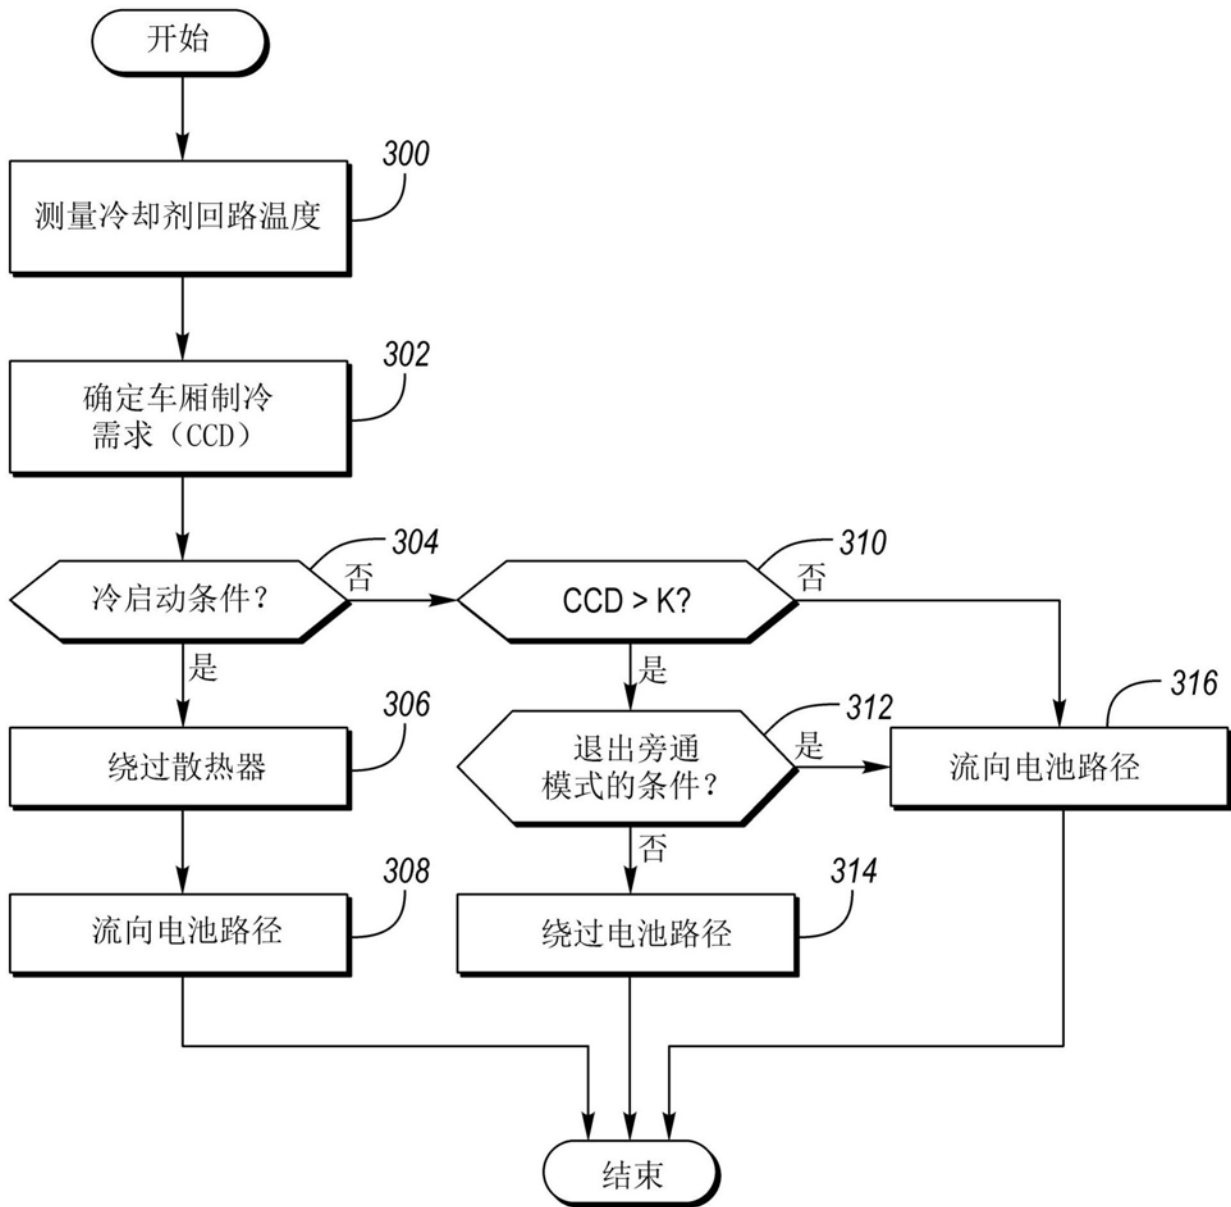 开始
300
测量冷却剂回路温度
302
确定车厢制冷
需求（CCD）
304
冷启动条件？
否
310
CCD > K?
否
是
是
306
绕过散热器
312
退出旁通
模式的条件？
是
316
流向电池路径
否
308
流向电池路径
314
绕过电池路径
结束